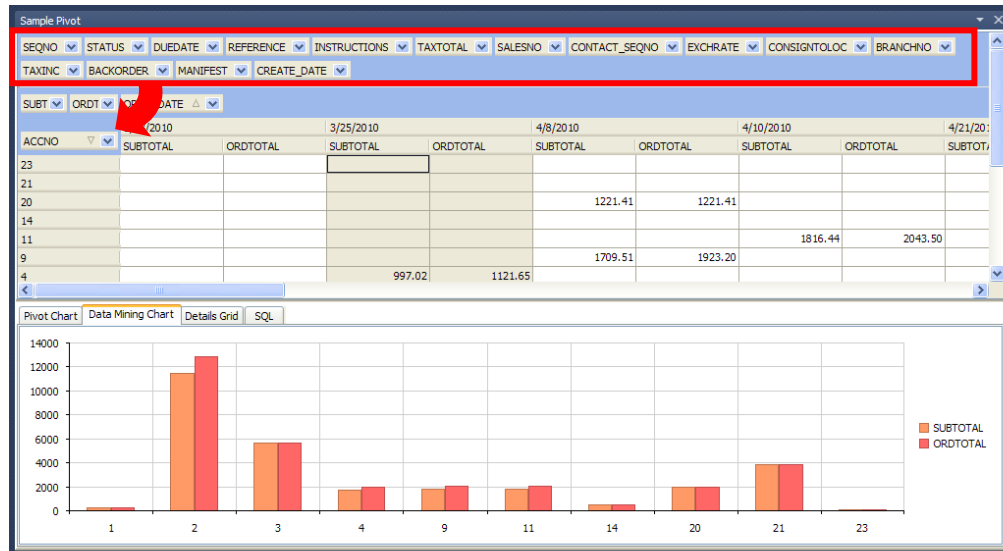 Sample Pivot
SEQNO STATUS DUEDATE REFERENCE INSTRUCTIONS TAXTOTAL SALESNO CONTACT_SEQNO EXCHRATE CONSIGNTOLOC BRANCHNO
TAXINC BACKORDER MANIFEST CREATE_DATE
SUBT ORDT DATE
/2010 3/25/2010 4/8/2010 4/10/2010 4/21/201
ACCNO SUBTOTAL ORDTOTAL SUBTOTAL ORDTOTAL SUBTOTAL ORDTOTAL SUBTOTAL ORDTOTAL SUBTOTA
23
21
20 1221.41 1221.41
14
11 1816.44 2043.50
9 1709.51 1923.20
4 997.02 1121.65
Pivot Chart Data Mining Chart Details Grid SQL
14000
12000
10000
8000
6000
4000
2000
0
SUBTOTAL
ORDTOTAL
1 2 3 4 9 11 14 20 21 23